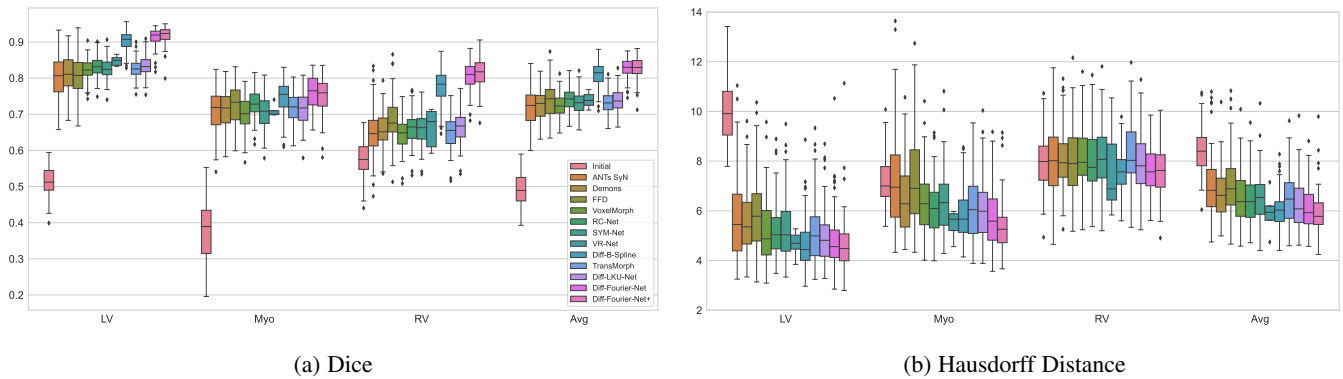 0.9
0.8
0.7
0.6
0.5
0.4
0.3
0.2
LV
Myo
RV
Avg
Initial
ANTs SyN
Demons
FFD
VoxelMorph
RC-Net
SYM-Net
VR-Net
Diff-B-Spline
TransMorph
Diff-LKU-Net
Diff-Fourier-Net
Diff-Fourier-Net+
(a) Dice
14
12
10
8
6
4
2
LV
Myo
RV
Avg
(b) Hausdorff Distance